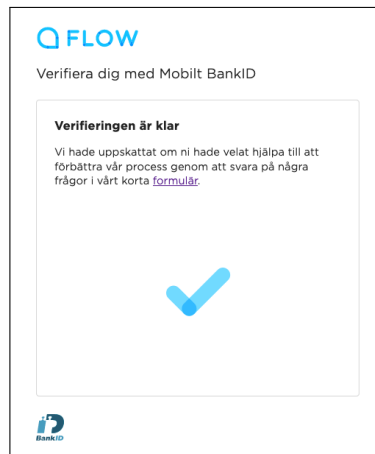 FLOW
Verifiera dig med Mobilt BankID
Verifieringen är klar
Vi hade uppskattat om ni hade velat hjälpa till att
förbättra vår process genom att svara på några
frågor i vårt korta formulär.
BankID